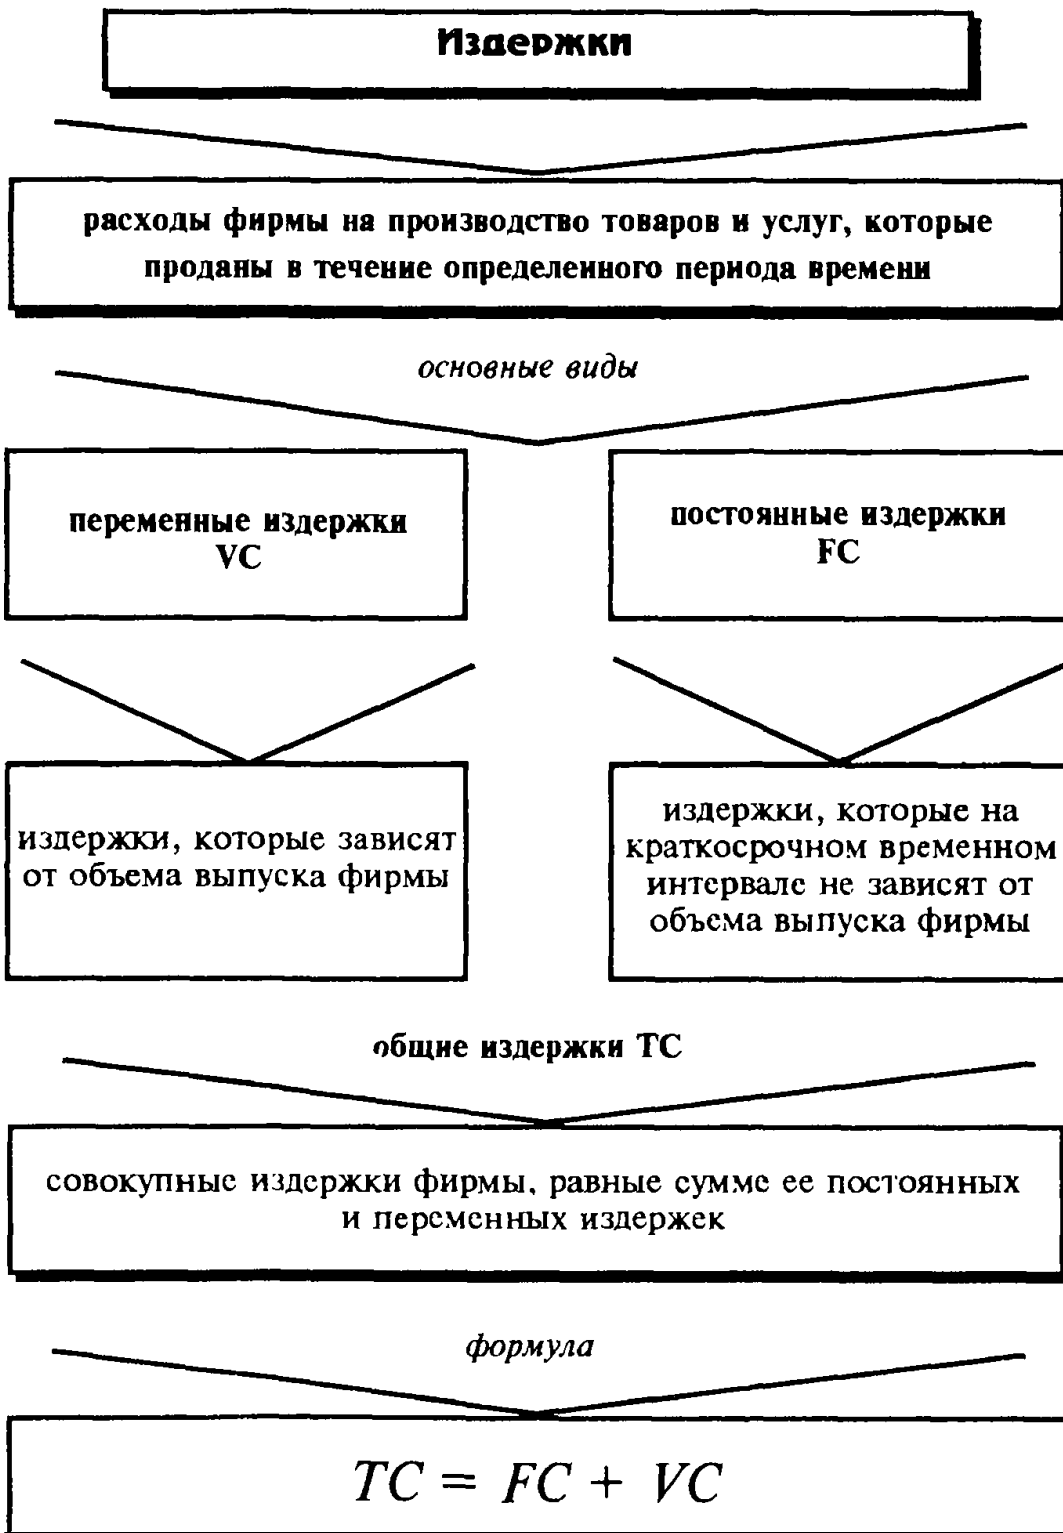 Издержки
расходы фирмы на производство товаров и услуг, которые
проданы в течение определенного периода времени
основные виды
переменные издержки
VC
постоянные издержки
FC
издержки, которые зависят
от объема выпуска фирмы
издержки, которые на
краткосрочном временном
интервале не зависят от
объема выпуска фирмы
общие издержки TC
совокупные издержки фирмы, равные сумме ее постоянных
и переменных издержек
формула
TC = FC + VC